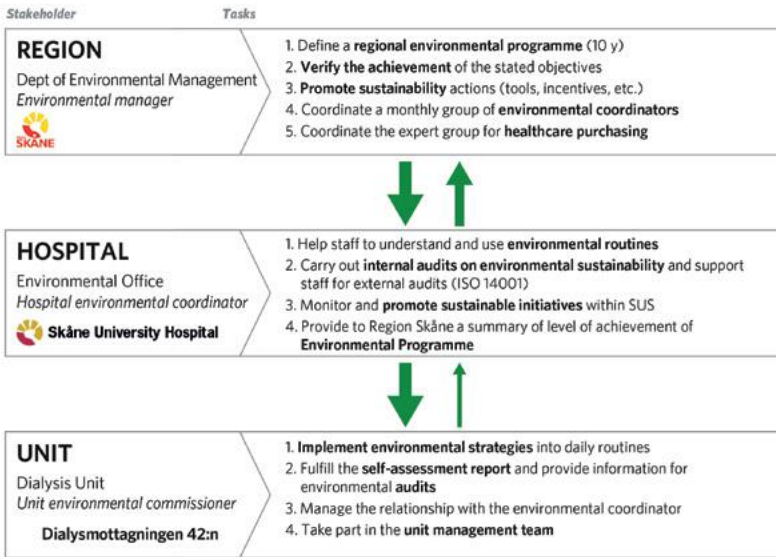 Stakeholder Tasks
REGION
Dept of Environmental Management
Environmental manager
SKÅNE
1. Define a regional environmental programme (10 y)
2. Verify the achievement of the stated objectives
3. Promote sustainability actions (tools, incentives, etc.)
4. Coordinate a monthly group of environmental coordinators
5. Coordinate the expert group for healthcare purchasing
HOSPITAL
Environmental Office
Hospital environmental coordinator
Skåne University Hospital
1. Help staff to understand and use environmental routines
2. Carry out internal audits on environmental sustainability and support
staff for external audits (ISO 14001)
3. Monitor and promote sustainable initiatives within SUS
4. Provide to Region Skåne a summary of level of achievement of
Environmental Programme
UNIT
Dialysis Unit
Unit environmental commissioner
Dialysmottagningen 42:n
1. Implement environmental strategies into daily routines
2. Fulfill the self-assessment report and provide information for
environmental audits
3. Manage the relationship with the environmental coordinator
4. Take part in the unit management team